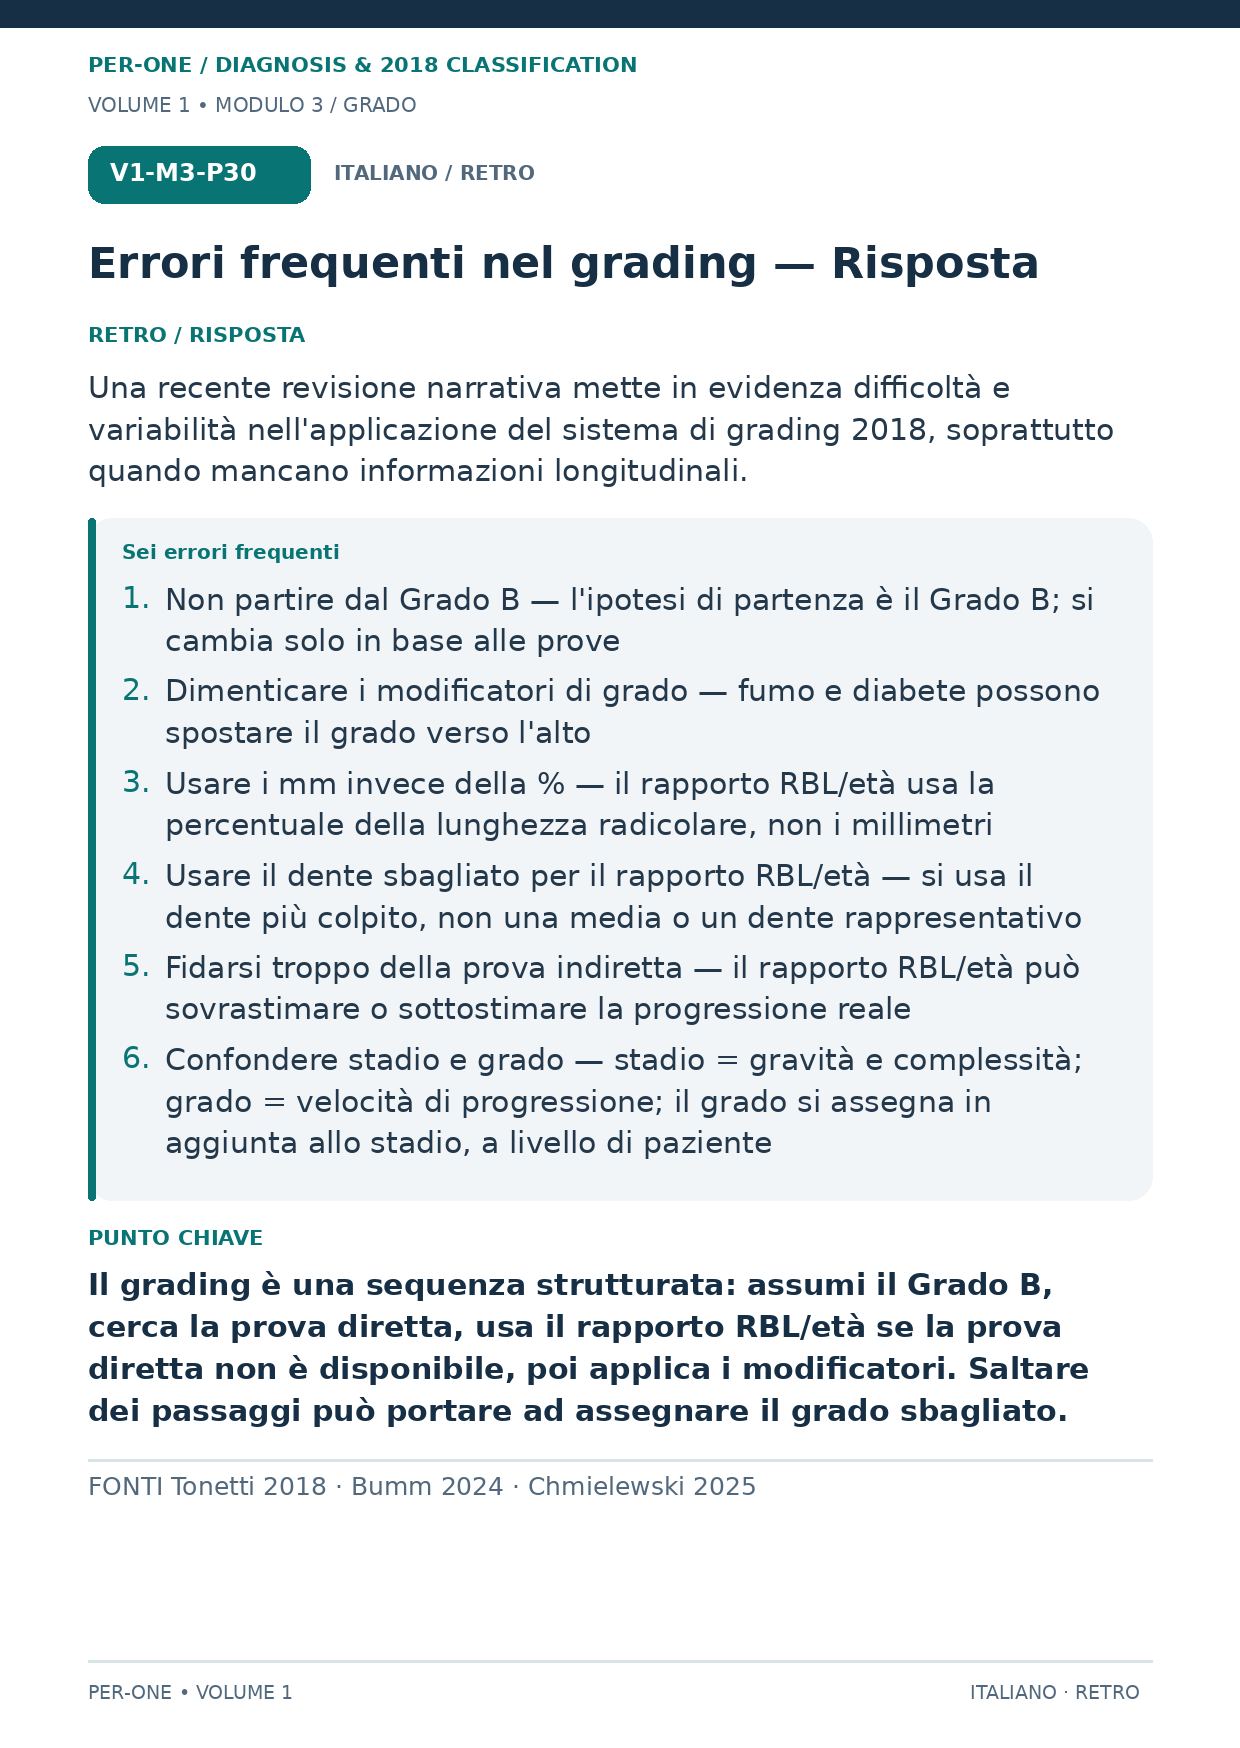 PER-ONE / DIAGNOSIS & 2018 CLASSIFICATION
VOLUME 1 • MODULO 3 / GRADO
V1-M3-P30
ITALIANO / RETRO
Errori frequenti nel grading — Risposta
RETRO / RISPOSTA
Una recente revisione narrativa mette in evidenza difficoltà e
variabilità nell'applicazione del sistema di grading 2018, soprattutto
quando mancano informazioni longitudinali.
Sei errori frequenti
1. Non partire dal Grado B — l'ipotesi di partenza è il Grado B; si
cambia solo in base alle prove
2. Dimenticare i modificatori di grado — fumo e diabete possono
spostare il grado verso l'alto
3. Usare i mm invece della % — il rapporto RBL/età usa la
percentuale della lunghezza radicolare, non i millimetri
4. Usare il dente sbagliato per il rapporto RBL/età — si usa il
dente più colpito, non una media o un dente rappresentativo
5. Fidarsi troppo della prova indiretta — il rapporto RBL/età può
sovrastimare o sottostimare la progressione reale
6. Confondere stadio e grado — stadio = gravità e complessità;
grado = velocità di progressione; il grado si assegna in
aggiunta allo stadio, a livello di paziente
PUNTO CHIAVE
Il grading è una sequenza strutturata: assumi il Grado B,
cerca la prova diretta, usa il rapporto RBL/età se la prova
diretta non è disponibile, poi applica i modificatori. Saltare
dei passaggi può portare ad assegnare il grado sbagliato.
FONTI Tonetti 2018 · Bumm 2024 · Chmielewski 2025
PER-ONE • VOLUME 1
ITALIANO · RETRO